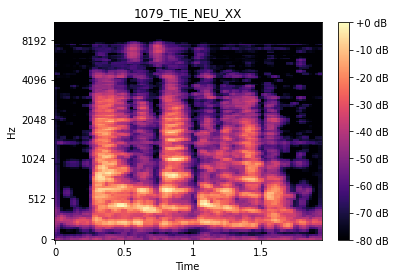 1079_TIE_NEU_XX
8192
4096
2048
1024
512
0
Hz
0
0.5
1
1.5
Time
+0 dB
-10 dB
-20 dB
-30 dB
-40 dB
-50 dB
-60 dB
-70 dB
-80 dB